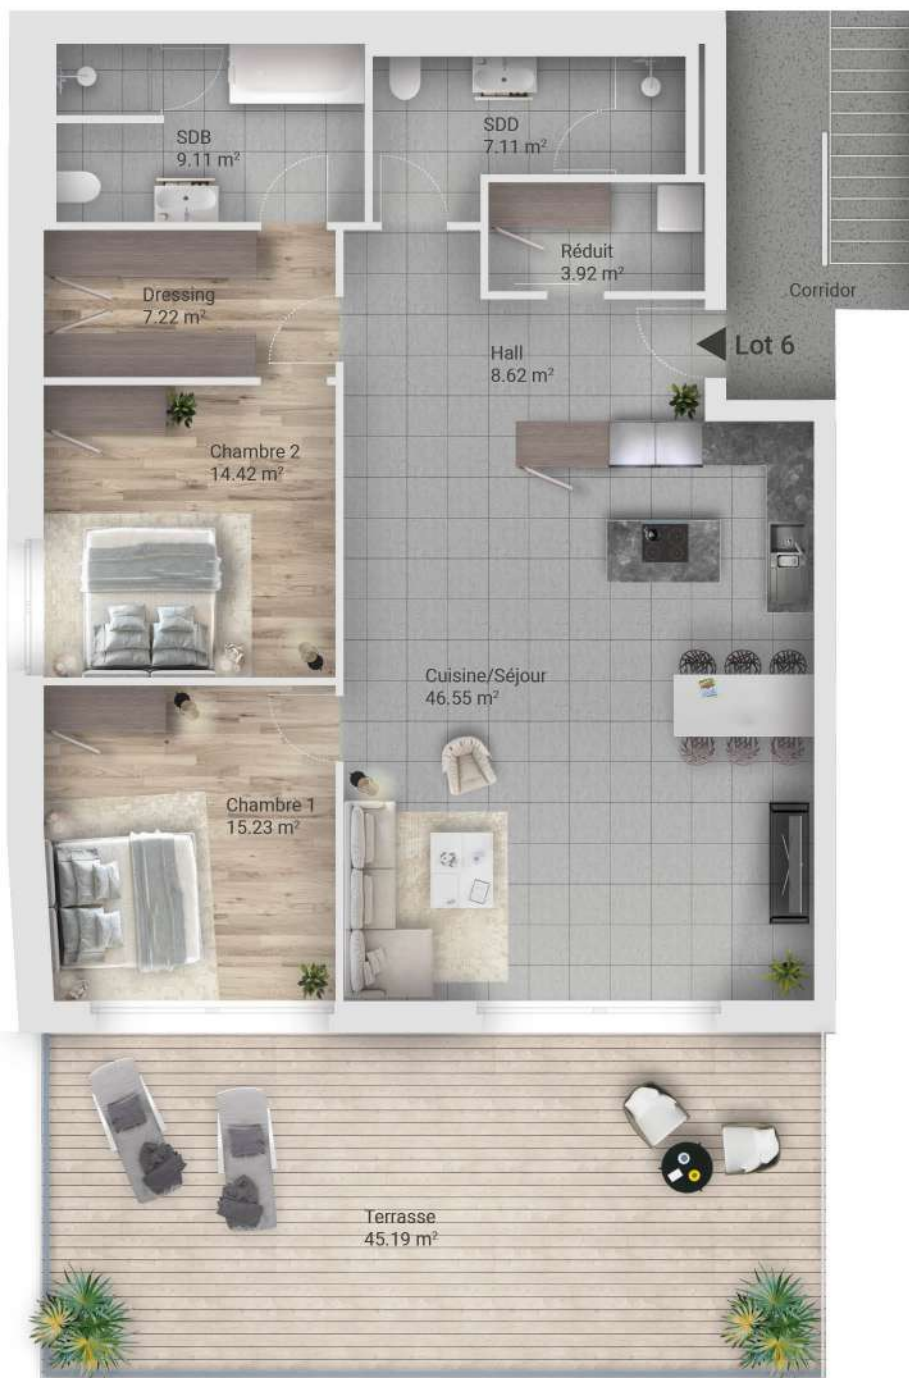 SDB
9.11 m²
SDD
7.11 m²
Réduit
3.92 m²
Corridor
Dressing
7.22 m²
Lot 6
Hall
8.62 m²
Chambre 2
14.42 m²
Cuisine/Séjour
46.55 m²
Chambre 1
15.23 m²
Terrasse
45.19 m²